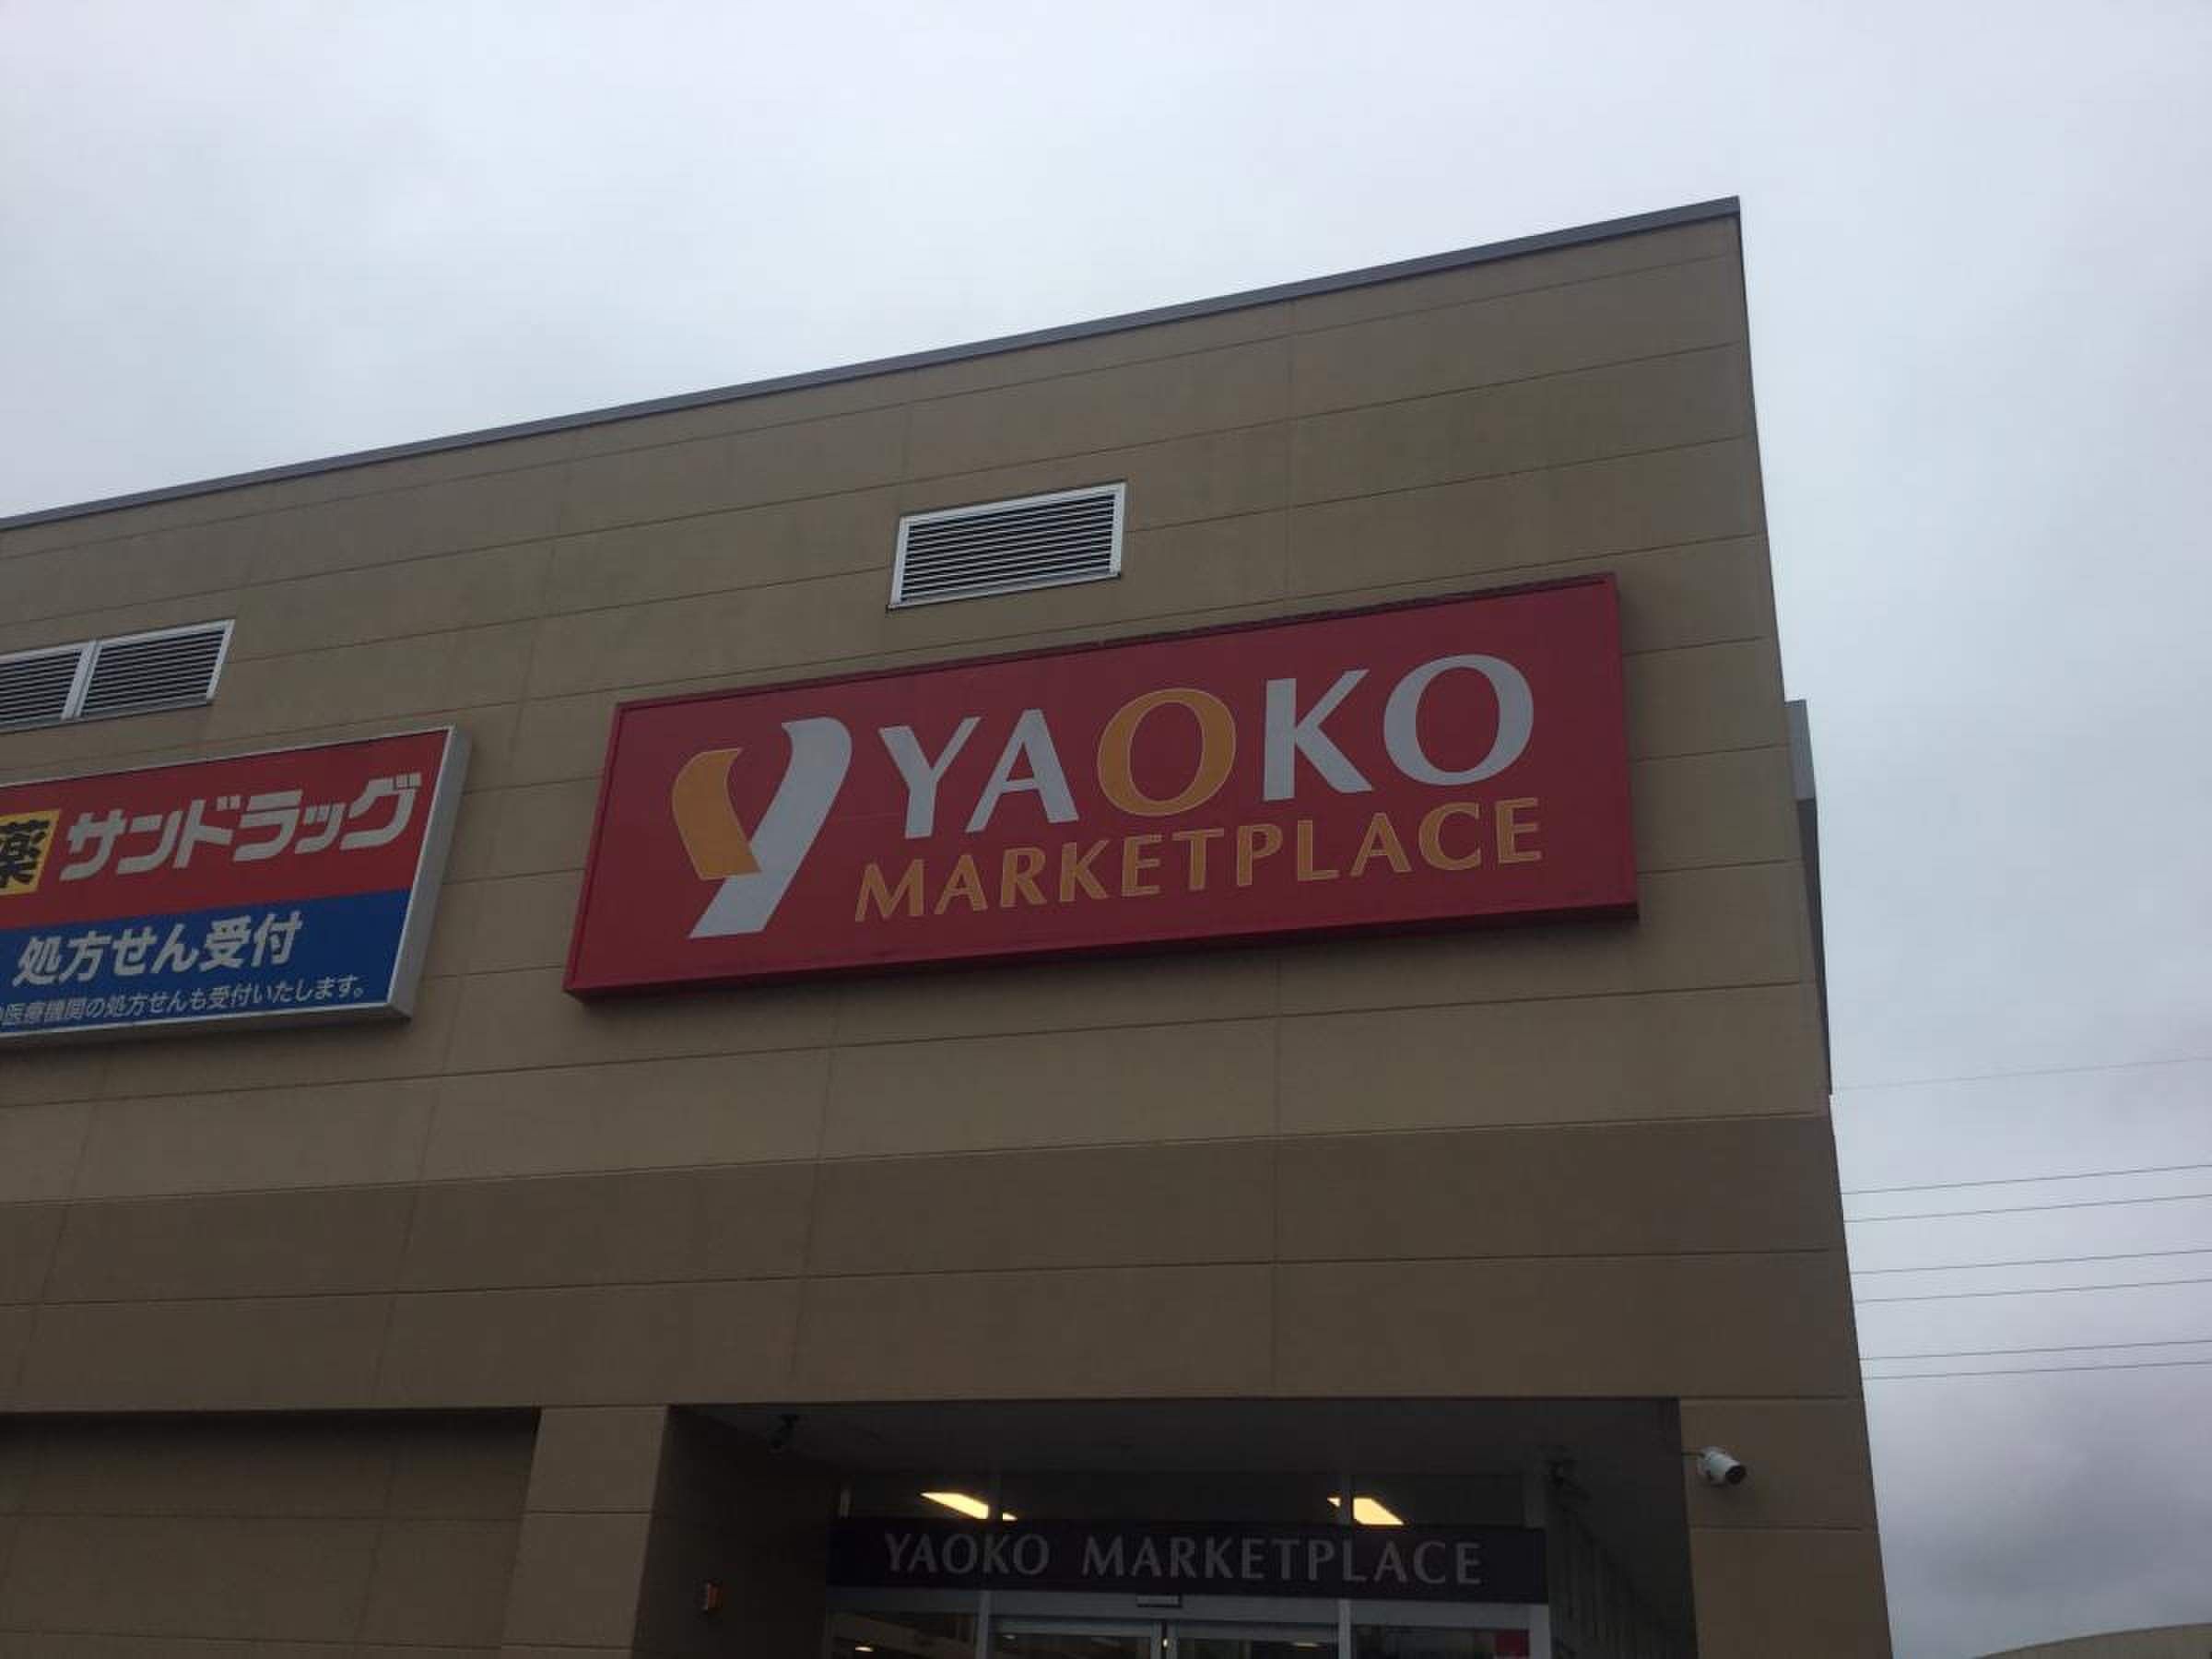 薬 サンドラッグ
処方せん受付
医療機関の処方せんも受付いたします。
YAOKO
MARKETPLACE
YAOKO MARKETPLACE